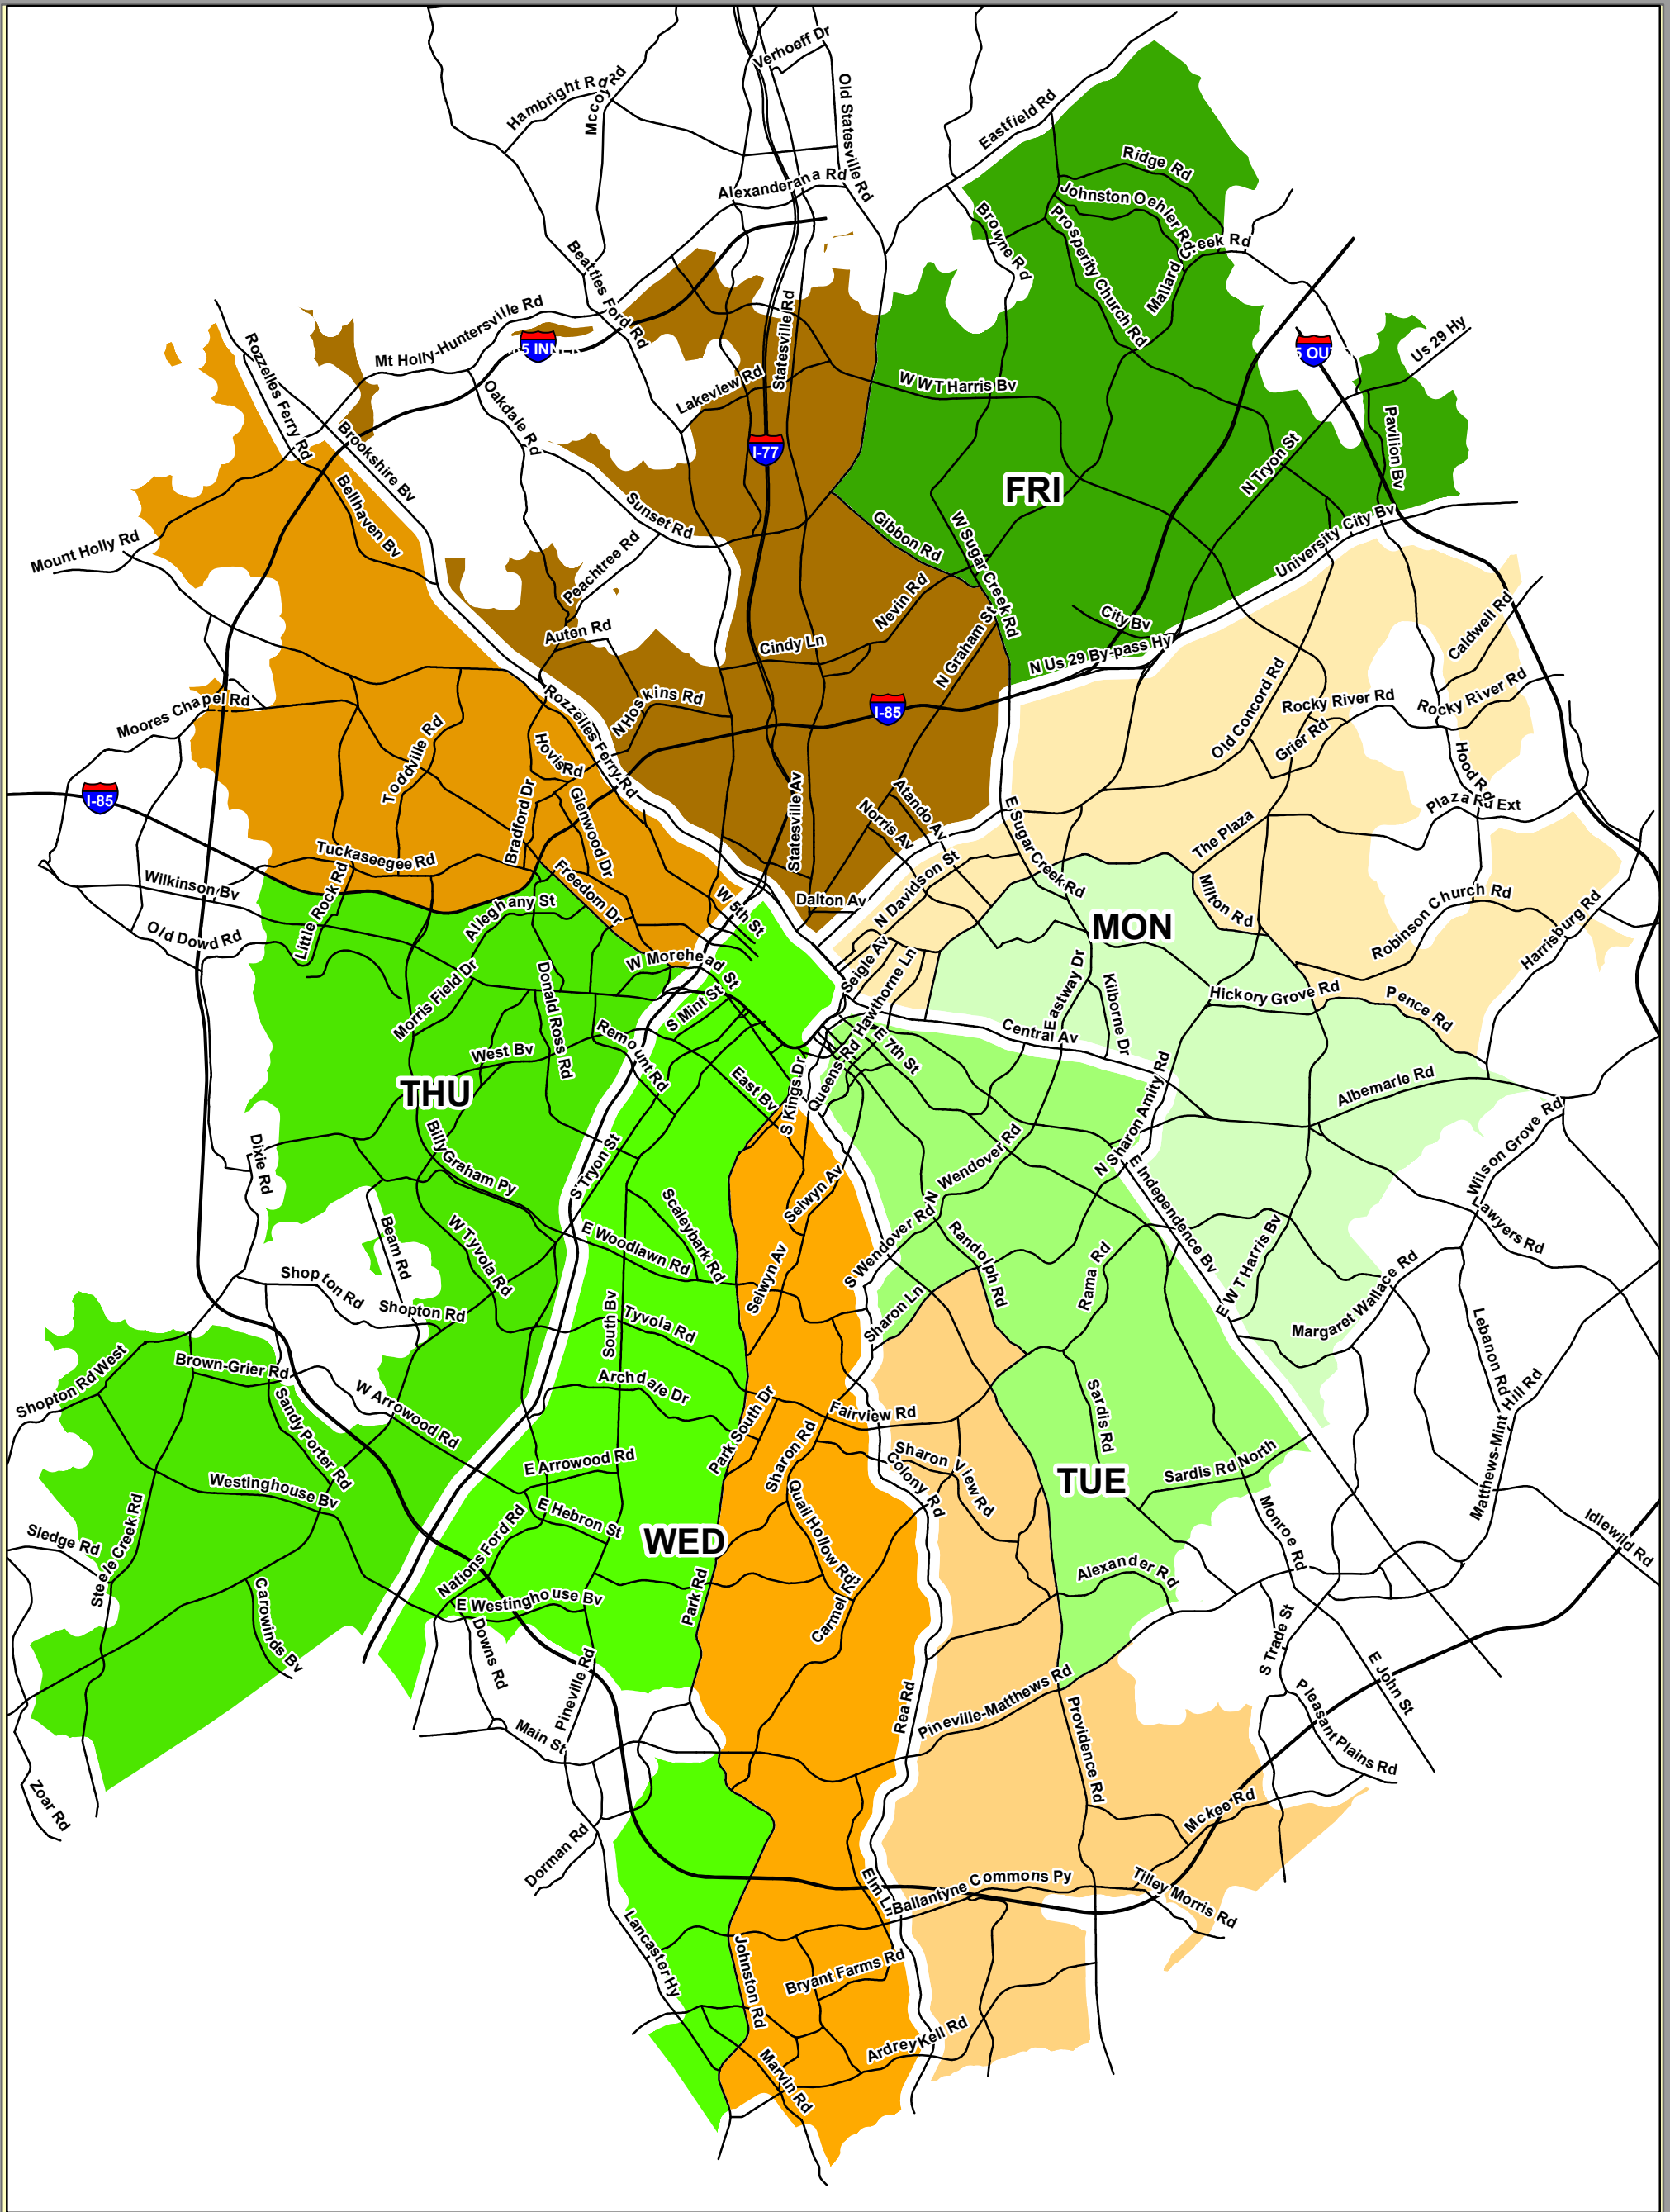 Verhoeff Dr
Hambright Rd
Mccoy Rd
Old Statesville Rd
Eastfield Rd
Alexanderana Rd
Ridge Rd
Johnston Oehler Rd
Browne Rd
Prosperity Church Rd
Mallard Creek Rd
Beatties Ford Rd
Mt Holly-Huntersville Rd
Statesville Rd
Rozzelles Ferry Rd
5 INNER
5 OU
Us 29 Hy
Oakdale Rd
Lakeview Rd
W W T Harris Bv
Brookshire Bv
Pavilion Bv
I-77
N Tryon St
FRI
Bellhaven Bv
Sunset Rd
Gibbon Rd
W Sugar Creek Rd
University City Bv
Mount Holly Rd
Peachtree Rd
Nevin Rd
City Bv
Caldwell Rd
Auten Rd
Cindy Ln
N Graham St
N Us 29 By-pass Hy
Moores Chapel Rd
Rozzelles Ferry Rd
N Hoskins Rd
I-85
Old Concord Rd
Rocky River Rd
Rocky River Rd
Grier Rd
Toddville Rd
Hovis Rd
Hood Rd
I-85
Bradford Dr
Glenwood Dr
Statesville Av
Atando Av
Norris Av
E Sugar Creek Rd
Plaza Rd Ext
The Plaza
Tuckaseegee Rd
Wilkinson Bv
Little Rock Rd
Freedom Dr
Alleghany St
W 5th St
Dalton Av
N Davidson St
Milton Rd
MON
Robinson Church Rd
Harrisburg Rd
Old Dowd Rd
W Morehead St
Seigle Av
Hawthorne Ln
Eastway Dr
Kilborne Dr
Hickory Grove Rd
Pence Rd
Morris Field Dr
Donald Ross Rd
S Mint St
Remount Rd
Central Av
E 7th St
Queens Rd
West Bv
East Bv
S Kings Dr
THU
N Sharon Amity Rd
Albemarle Rd
Wilson Grove Rd
Dixie Rd
Billy Graham Py
S Tryon St
Selwyn Av
N Wendover Rd
E Independence Bv
Lawyers Rd
Beam Rd
W Tyvola Rd
E Woodlawn Rd
Scaleybark Rd
Selwyn Av
S Wendover Rd
Randolph Rd
Rama Rd
E W T Harris Bv
Margaret Wallace Rd
Shopton Rd
Shopton Rd
South Bv
Tyvola Rd
Sharon Ln
Lebanon Rd
Shopton Rd West
Brown-Grier Rd
Sandy Porter Rd
W Arrowood Rd
Archdale Dr
Park South Dr
Fairview Rd
Sardis Rd
Matthews-Mint Hill Rd
Sharon Rd
Sharon View Rd
Colony Rd
E Arrowood Rd
Sardis Rd North
TUE
Westinghouse Bv
Quail Hollow Rd
E Hebron St
WED
Monroe Rd
Idlewild Rd
Sledge Rd
Steele Creek Rd
Nations Ford Rd
Alexander Rd
Carowinds Bv
E Westinghouse Bv
Park Rd
Carmel Rd
Downs Rd
Pineville Rd
S Trade St
E John St
Rea Rd
Pineville-Matthews Rd
Providence Rd
Pleasant Plains Rd
Main St
Zoar Rd
Mckee Rd
Dorman Rd
Elm Ln
Ballantyne Commons Py
Tilley Morris Rd
Lancaster Hy
Johnston Rd
Bryant Farms Rd
Ardrey Kell Rd
Marvin Rd